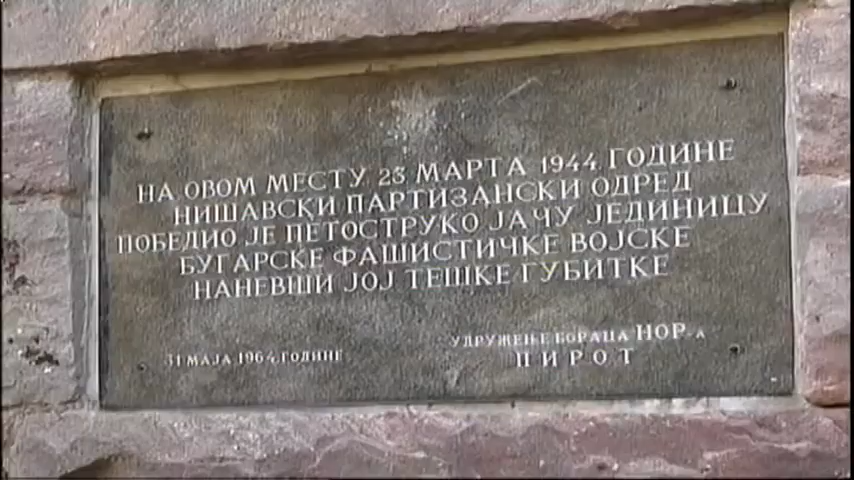 НА ОВОМ МЕСТУ 23 МАРТА 1944 ГОДИНЕ
НИШАВСКИ ПАРТИЗАНСКИ ОДРЕД
ПОБЕДИО ЈЕ ПЕТОСТРУКО ЈАЧУ ЈЕДИНИЦУ
БУГАРСКЕ ФАШИСТИЧКЕ ВОЈСКЕ
НАНЕВШИ ЈОЈ ТЕШКЕ ГУБИТКЕ
31 МАЈА 1964. ГОДИНЕ
УДРУЖЕЊЕ БОРАЦА НОР-а
ПИРОТ